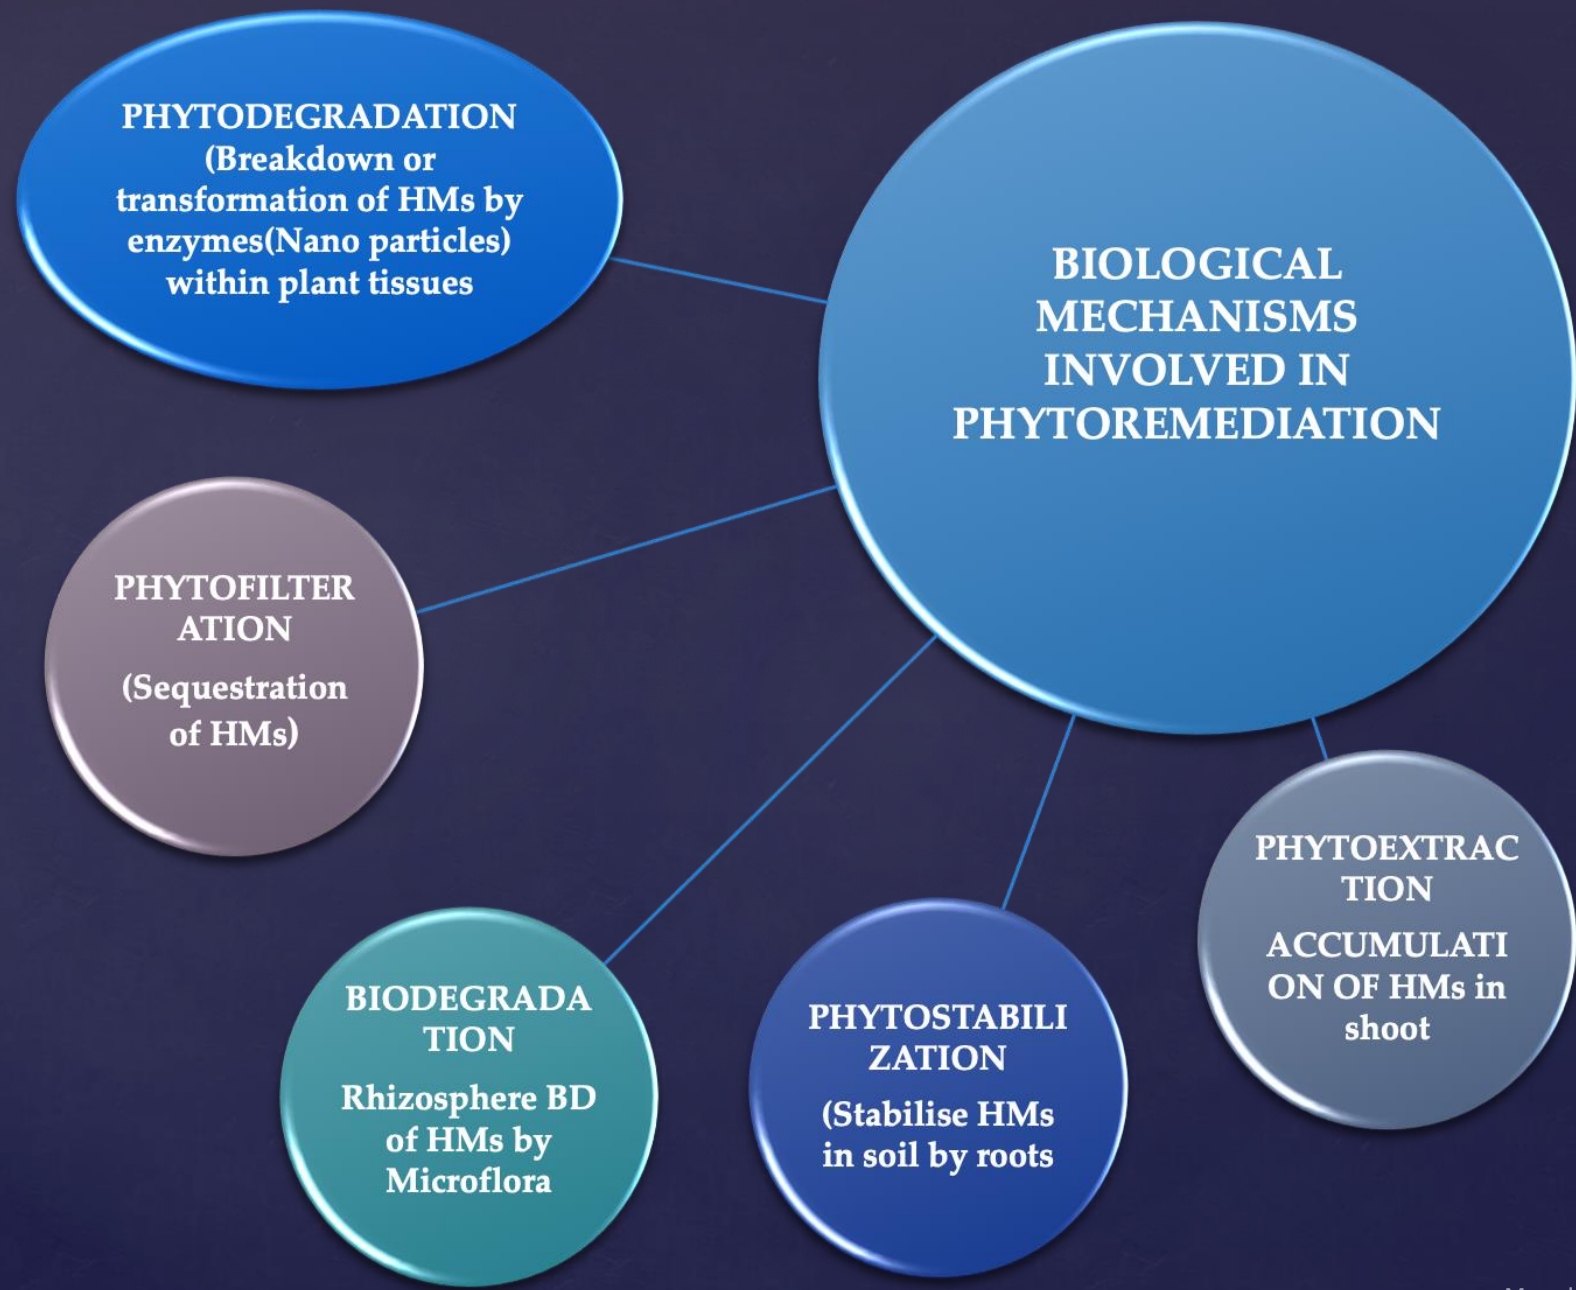 PHYTODEGRADATION
(Breakdown or
transformation of HMs by
enzymes(Nano particles)
within plant tissues
BIOLOGICAL
MECHANISMS
INVOLVED IN
PHYTOREMEDIATION
PHYTOFILTER
ATION
(Sequestration
of HMs)
BIODEGRADA
TION
Rhizosphere BD
of HMs by
Microflora
PHYTOSTABILI
ZATION
(Stabilise HMs
in soil by roots
PHYTOEXTRAC
TION
ACCUMULATI
ON OF HMs in
shoot